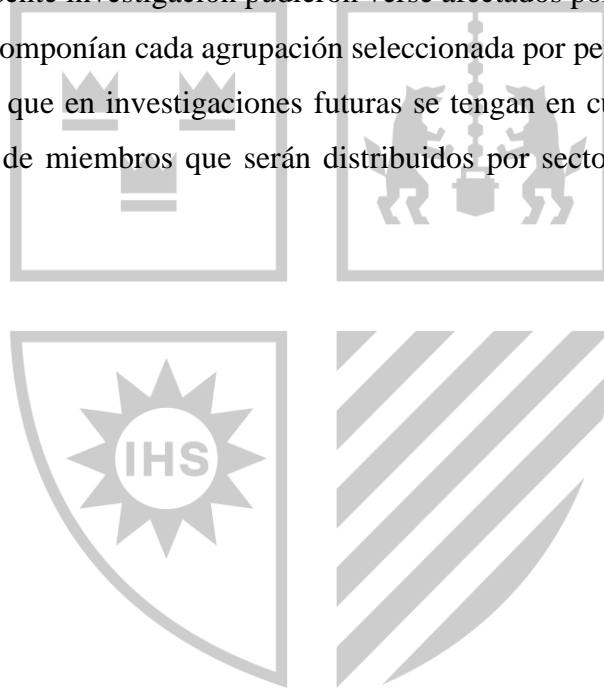 ente investigación pudieron verse afectados por
omponían cada agrupación seleccionada por pe
que en investigaciones futuras se tengan en cu
de miembros que serán distribuidos por secto
IHS